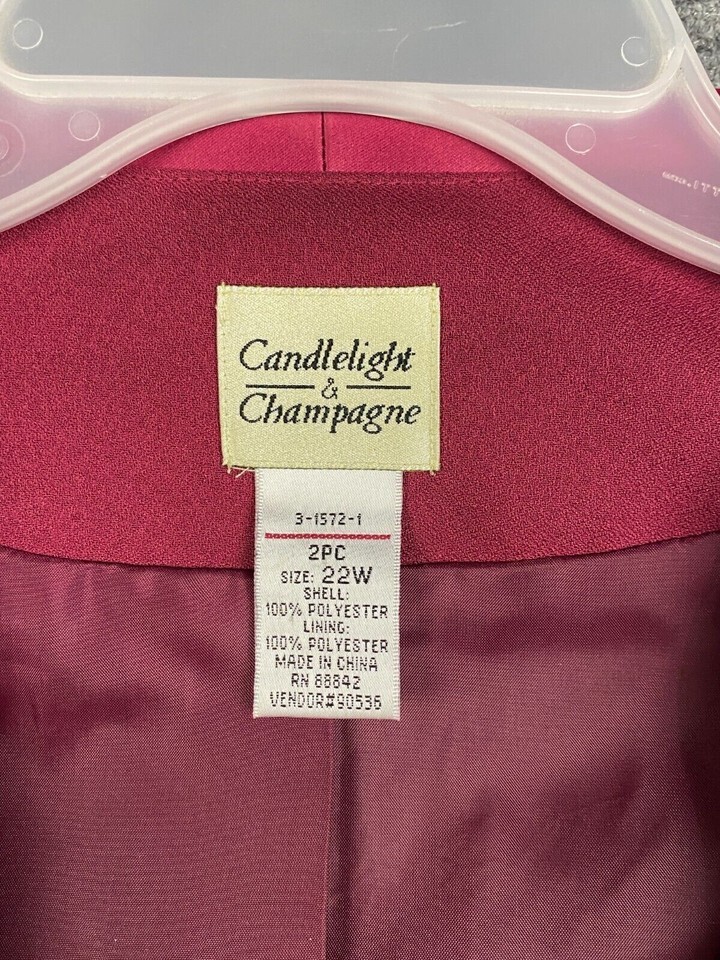 Candlelight
&
Champagne
3-1572-1
2PC
SIZE: 22W
SHELL:
100% POLYESTER
LINING:
100% POLYESTER
MADE IN CHINA
RN 88842
VENDOR#90536